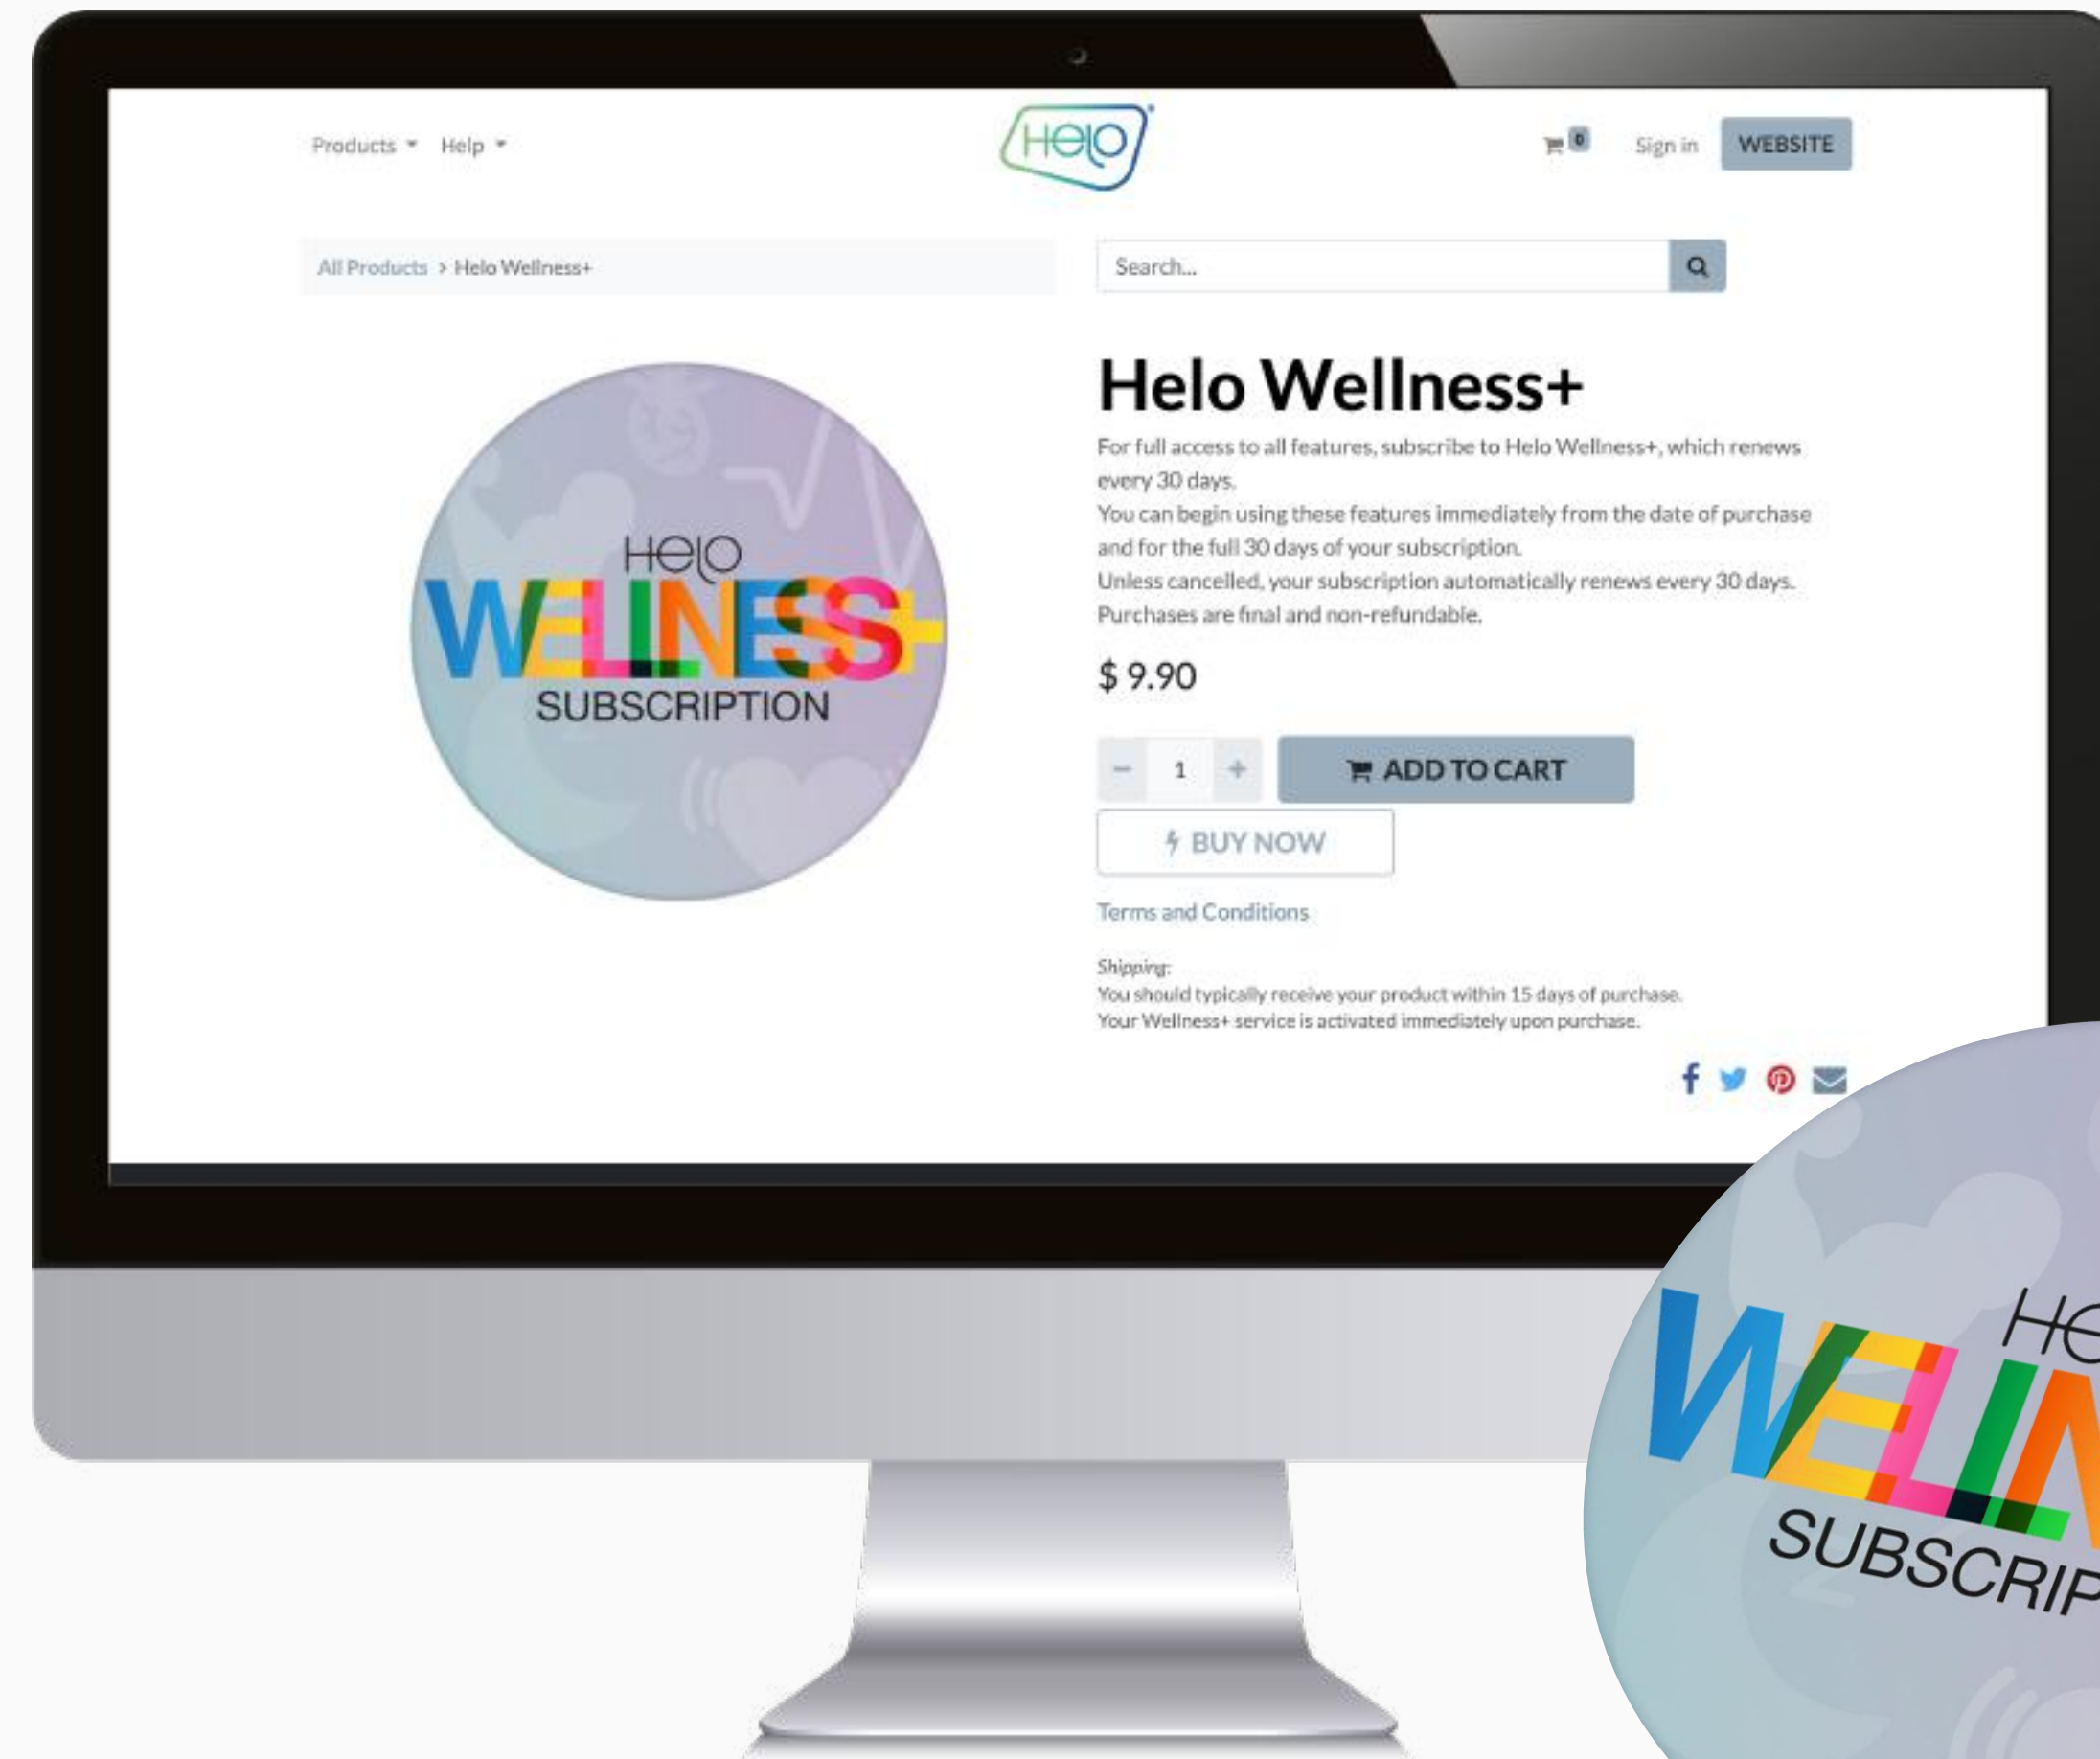 Products Help
Helo
0
Sign in
WEBSITE
All Products > Helo Wellness+
Search...
Helo
WELLNESS+
SUBSCRIPTION
Helo Wellness+
For full access to all features, subscribe to Helo Wellness+, which renews
every 30 days.
You can begin using these features immediately from the date of purchase
and for the full 30 days of your subscription.
Unless cancelled, your subscription automatically renews every 30 days.
Purchases are final and non-refundable.
$ 9.90
- 1 +
ADD TO CART
BUY NOW
Terms and Conditions
Shipping:
You should typically receive your product within 15 days of purchase.
Your Wellness+ service is activated immediately upon purchase.
He
WELLN
SUBSCRIP